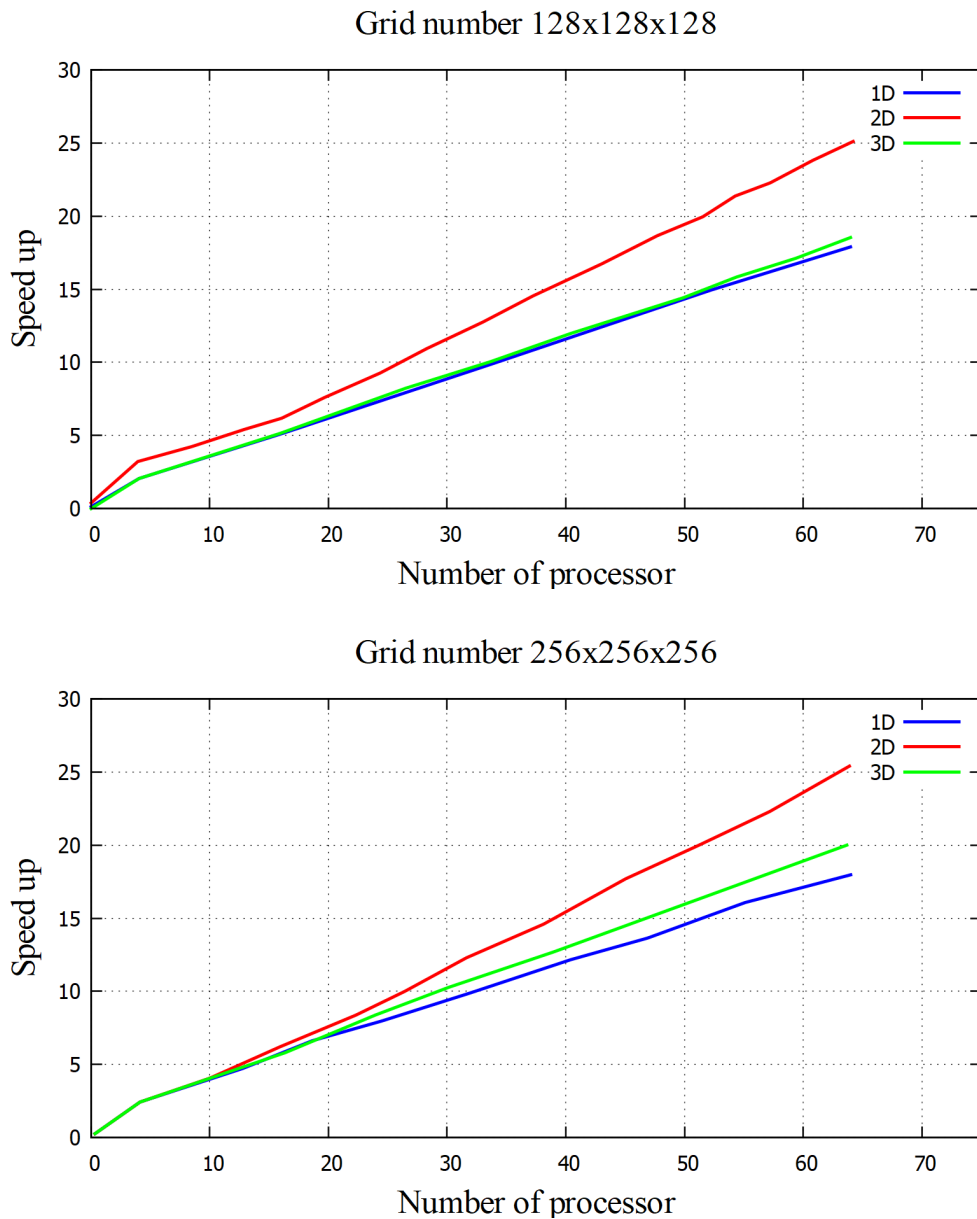 Grid number 128x128x128
30
25
20
15
10
5
0
Speed up
1D
2D
3D
0 10 20 30 40 50 60 70
Number of processor
Grid number 256x256x256
30
25
20
15
10
5
0
Speed up
1D
2D
3D
0 10 20 30 40 50 60 70
Number of processor